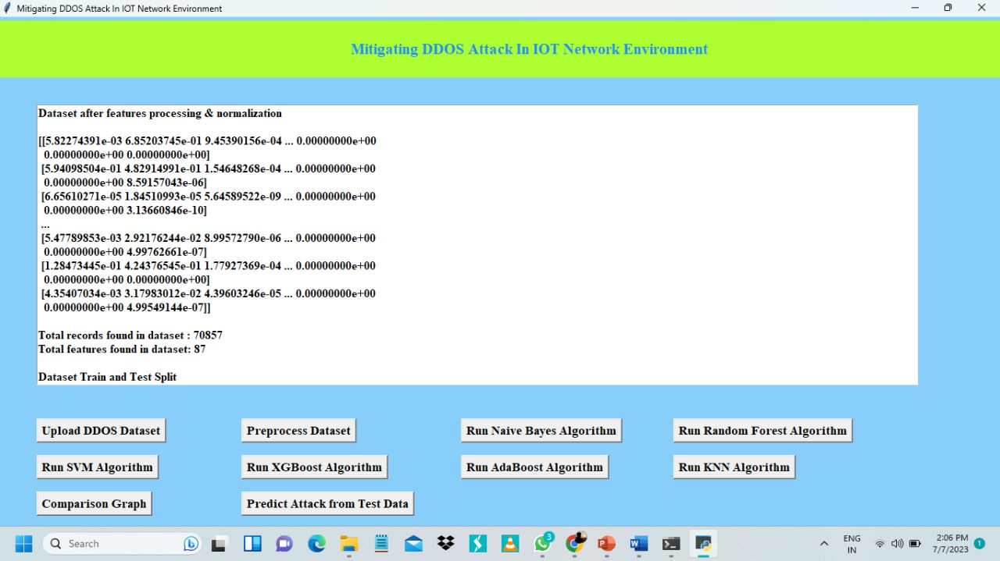 Mitigating DDOS Attack In IOT Network Environment
Mitigating DDOS Attack In IOT Network Environment
Dataset after features processing & normalization
[[5.82274391e-03 6.85203745e-01 9.45390156e-04 ... 0.00000000e+00
0.00000000e+00 0.00000000e+00]
[5.94098504e-01 4.82914991e-01 1.54648268e-04 ... 0.00000000e+00
0.00000000e+00 8.59157043e-06]
[6.65610271e-05 1.84510993e-05 5.64589522e-09 ... 0.00000000e+00
0.00000000e+00 3.13660846e-10]
...
[5.47789853e-03 2.92176244e-02 8.99572790e-06 ... 0.00000000e+00
0.00000000e+00 4.99762661e-07]
[1.28473445e-01 4.24376545e-01 1.77927369e-04 ... 0.00000000e+00
0.00000000e+00 0.00000000e+00]
[4.35407034e-03 3.17983012e-02 4.39603246e-05 ... 0.00000000e+00
0.00000000e+00 4.99549144e-07]]
Total records found in dataset : 70857
Total features found in dataset: 87
Dataset Train and Test Split
Upload DDOS Dataset Preprocess Dataset Run Naive Bayes Algorithm Run Random Forest Algorithm
Run SVM Algorithm Run XGBoost Algorithm Run AdaBoost Algorithm Run KNN Algorithm
Comparison Graph Predict Attack from Test Data
Search 3 ENG 2:06 PM 1
IN 7/7/2023